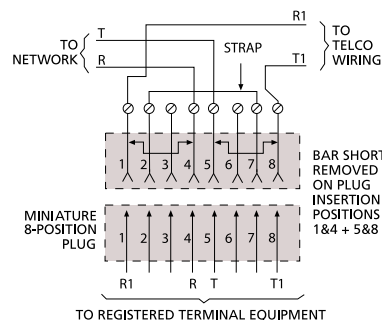 R1
TO
TELCO
WIRING
T
TO
NETWORK
R
STRAP
T1
1 2 3 4 5 6 7 8
BAR SHORT
REMOVED
ON PLUG
INSERTION
POSITIONS
1&4 + 5&8
MINIATURE
8-POSITION
PLUG
1 2 3 4 5 6 7 8
R1 R T T1
TO REGISTERED TERMINAL EQUIPMENT